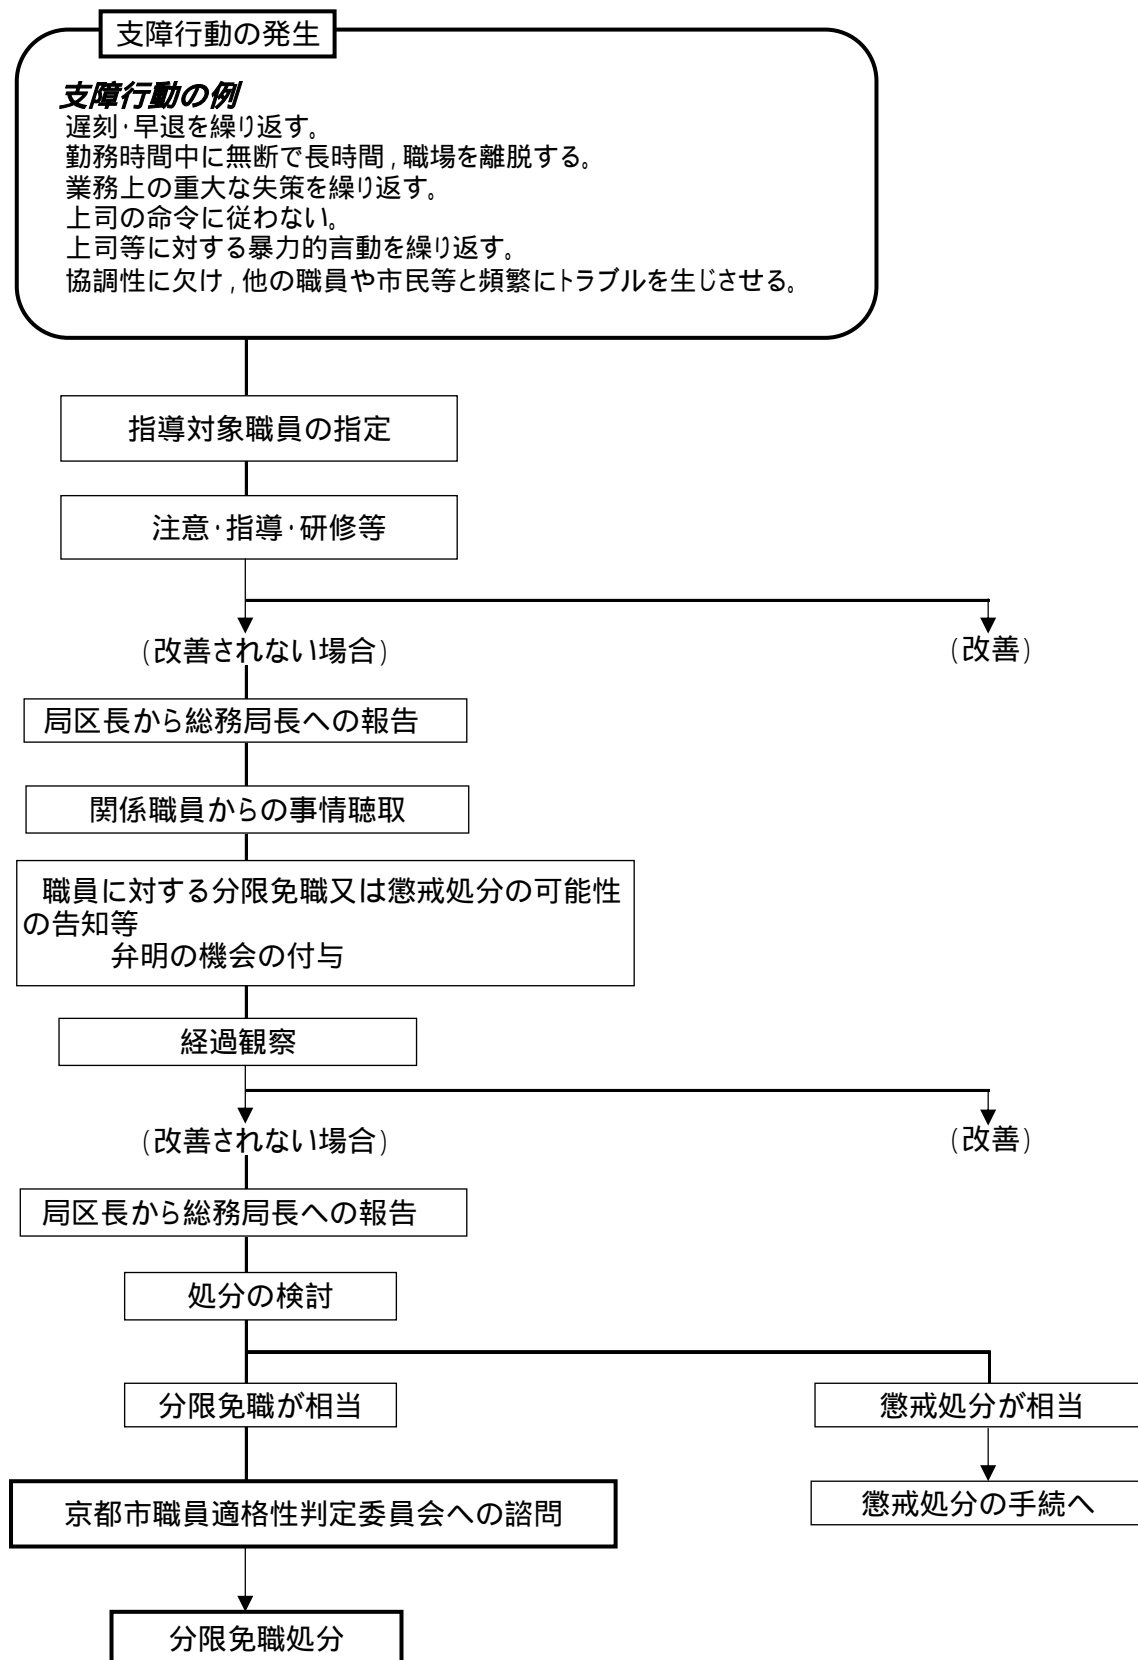 支障行動の発生
支障行動の例
遅刻・早退を繰り返す。
勤務時間中に無断で長時間,職場を離脱する。
業務上の重大な失策を繰り返す。
上司の命令に従わない。
上司等に対する暴力的言動を繰り返す。
協調性に欠け,他の職員や市民等と頻繁にトラブルを生じさせる。
指導対象職員の指定
注意・指導・研修等
(改善されない場合)
(改善)
局区長から総務局長への報告
関係職員からの事情聴取
職員に対する分限免職又は懲戒処分の可能性
の告知等
弁明の機会の付与
経過観察
(改善されない場合)
(改善)
局区長から総務局長への報告
処分の検討
分限免職が相当
懲戒処分が相当
京都市職員適格性判定委員会への諮問
懲戒処分の手続へ
分限免職処分